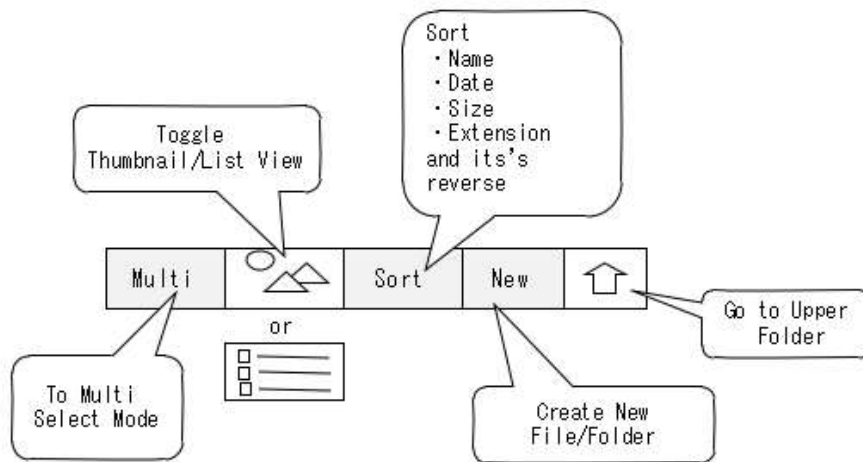 Sort
・Name
・Date
・Size
・Extension
and its's
reverse
Toggle
Thumbnail/List View
Multi
Sort
New
or
Go to Upper
Folder
To Multi
Select Mode
Create New
File/Folder